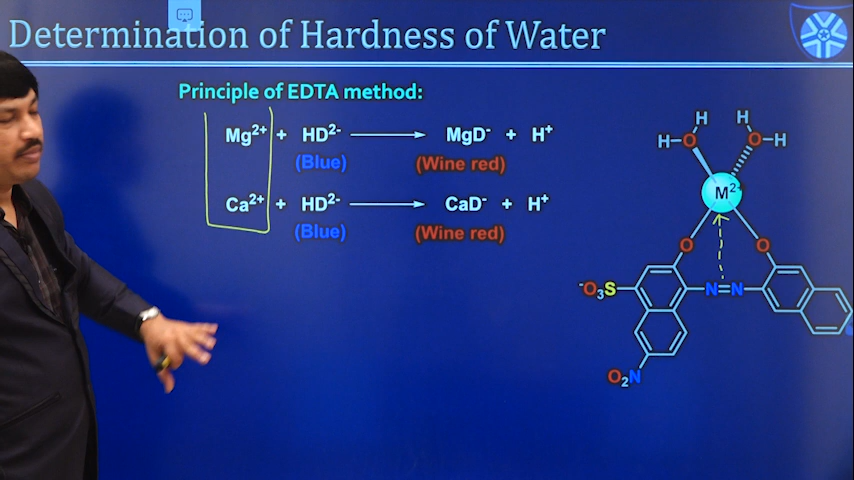 Determination of Hardness of Water
Principle of EDTA method:
Mg²⁺ + HD²⁻ ⟶ MgD⁻ + H⁺
(Blue) (Wine red)
Ca²⁺ + HD²⁻ ⟶ CaD⁻ + H⁺
(Blue) (Wine red)
H H
H–O O–H
M²⁺
O O
⁻O₃S N=N
O₂N